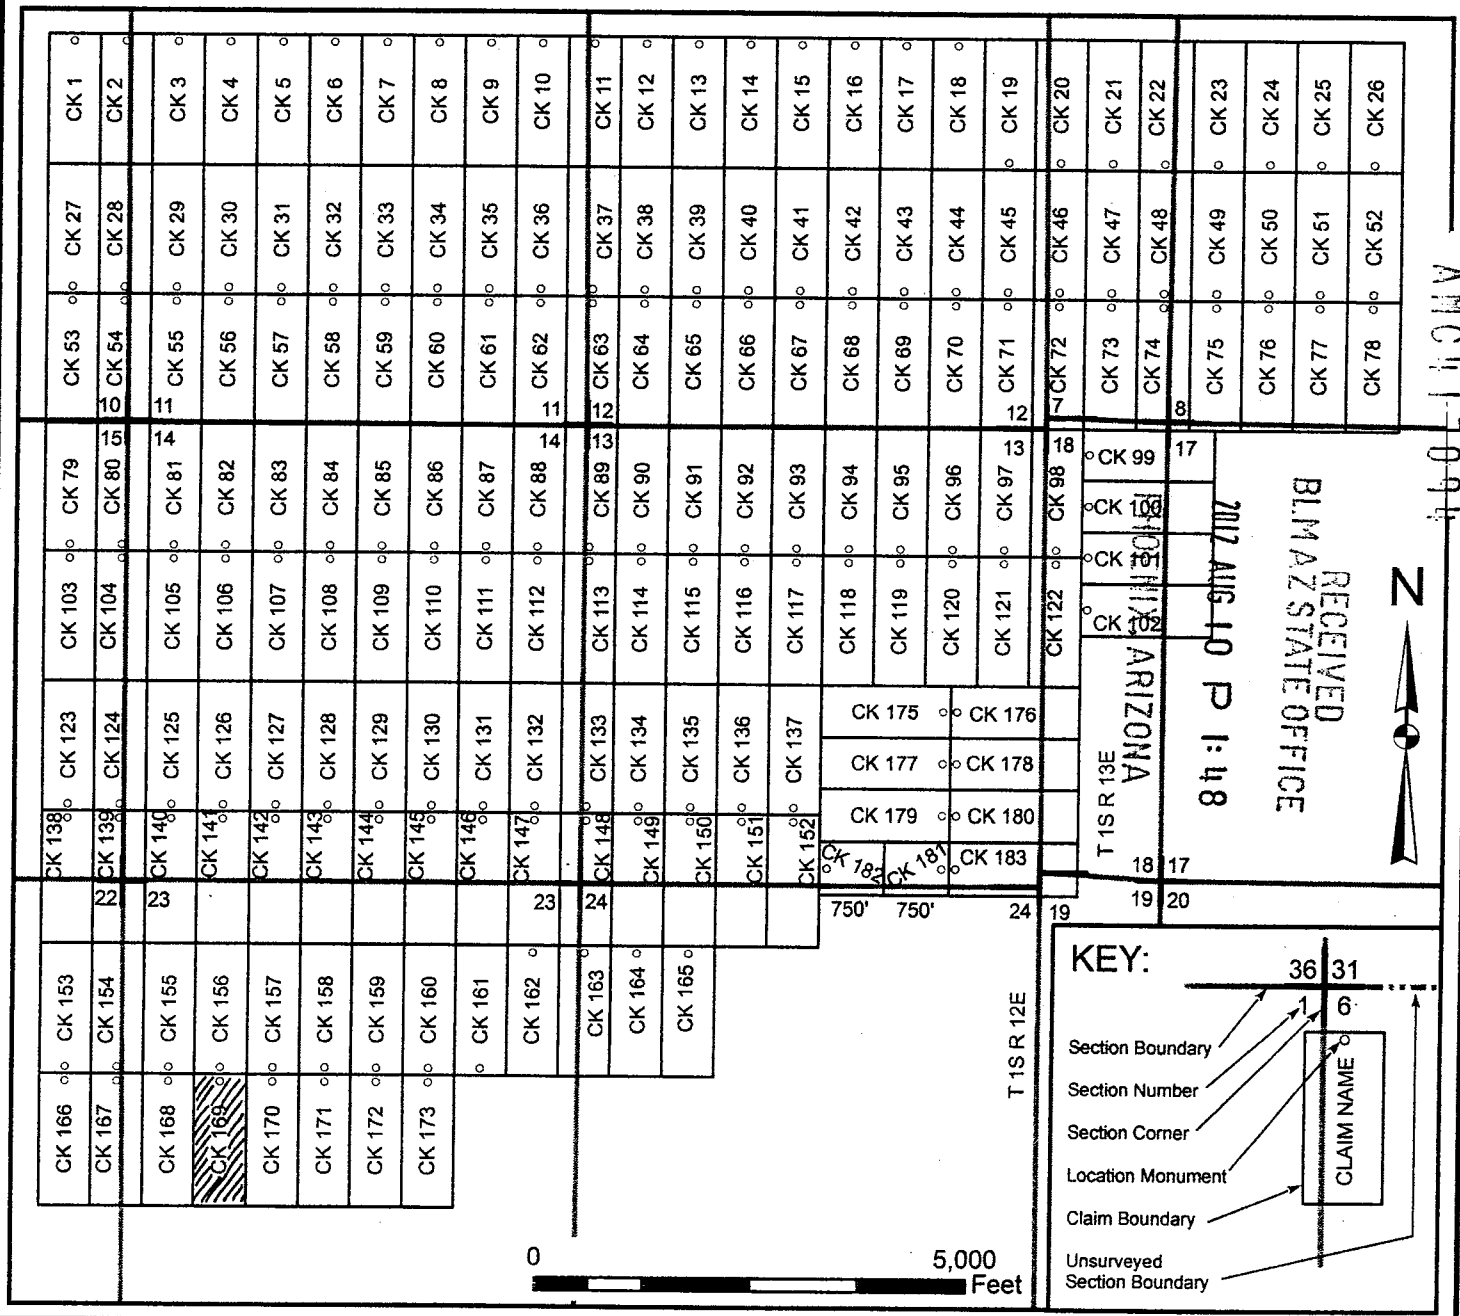 CK 1 CK 2 CK 3 CK 4 CK 5 CK 6 CK 7 CK 8 CK 9 CK 10 CK 11 CK 12 CK 13 CK 14 CK 15 CK 16 CK 17 CK 18 CK 19 CK 20 CK 21 CK 22 CK 23 CK 24 CK 25 CK 26
CK 27 CK 28 CK 29 CK 30 CK 31 CK 32 CK 33 CK 34 CK 35 CK 36 CK 37 CK 38 CK 39 CK 40 CK 41 CK 42 CK 43 CK 44 CK 45 CK 46 CK 47 CK 48 CK 49 CK 50 CK 51 CK 52
CK 53 CK 54 CK 55 CK 56 CK 57 CK 58 CK 59 CK 60 CK 61 CK 62 CK 63 CK 64 CK 65 CK 66 CK 67 CK 68 CK 69 CK 70 CK 71 CK 72 CK 73 CK 74 CK 75 CK 76 CK 77 CK 78
10 11 11 12 12 7 8
15 14 14 13 13 18 17
CK 79 CK 80 CK 81 CK 82 CK 83 CK 84 CK 85 CK 86 CK 87 CK 88 CK 89 CK 90 CK 91 CK 92 CK 93 CK 94 CK 95 CK 96 CK 97 CK 98
CK 99
CK 100
CK 101
CK 102
CK 103 CK 104 CK 105 CK 106 CK 107 CK 108 CK 109 CK 110 CK 111 CK 112 CK 113 CK 114 CK 115 CK 116 CK 117 CK 118 CK 119 CK 120 CK 121 CK 122
CK 123 CK 124 CK 125 CK 126 CK 127 CK 128 CK 129 CK 130 CK 131 CK 132 CK 133 CK 134 CK 135 CK 136 CK 137
CK 175 CK 176
CK 177 CK 178
CK 179 CK 180
CK 138 CK 139 CK 140 CK 141 CK 142 CK 143 CK 144 CK 145 CK 146 CK 147 CK 148 CK 149 CK 150 CK 151 CK 152
CK 182 CK 181 CK 183
18 17
22 23 23 24 24 19 19 20
750' 750'
CK 153 CK 154 CK 155 CK 156 CK 157 CK 158 CK 159 CK 160 CK 161 CK 162 CK 163 CK 164 CK 165
CK 166 CK 167 CK 168 CK 169 CK 170 CK 171 CK 172 CK 173
T 1S R 13E
T 1S R 12E
RECEIVED
BLM AZ STATE OFFICE
2017 AUG 10 P 1:48
PHOENIX, ARIZONA
N
KEY:
36 31
1 6
Section Boundary
Section Number
Section Corner
Location Monument
Claim Boundary
Unsurveyed
Section Boundary
CLAIM NAME
0 5,000
Feet